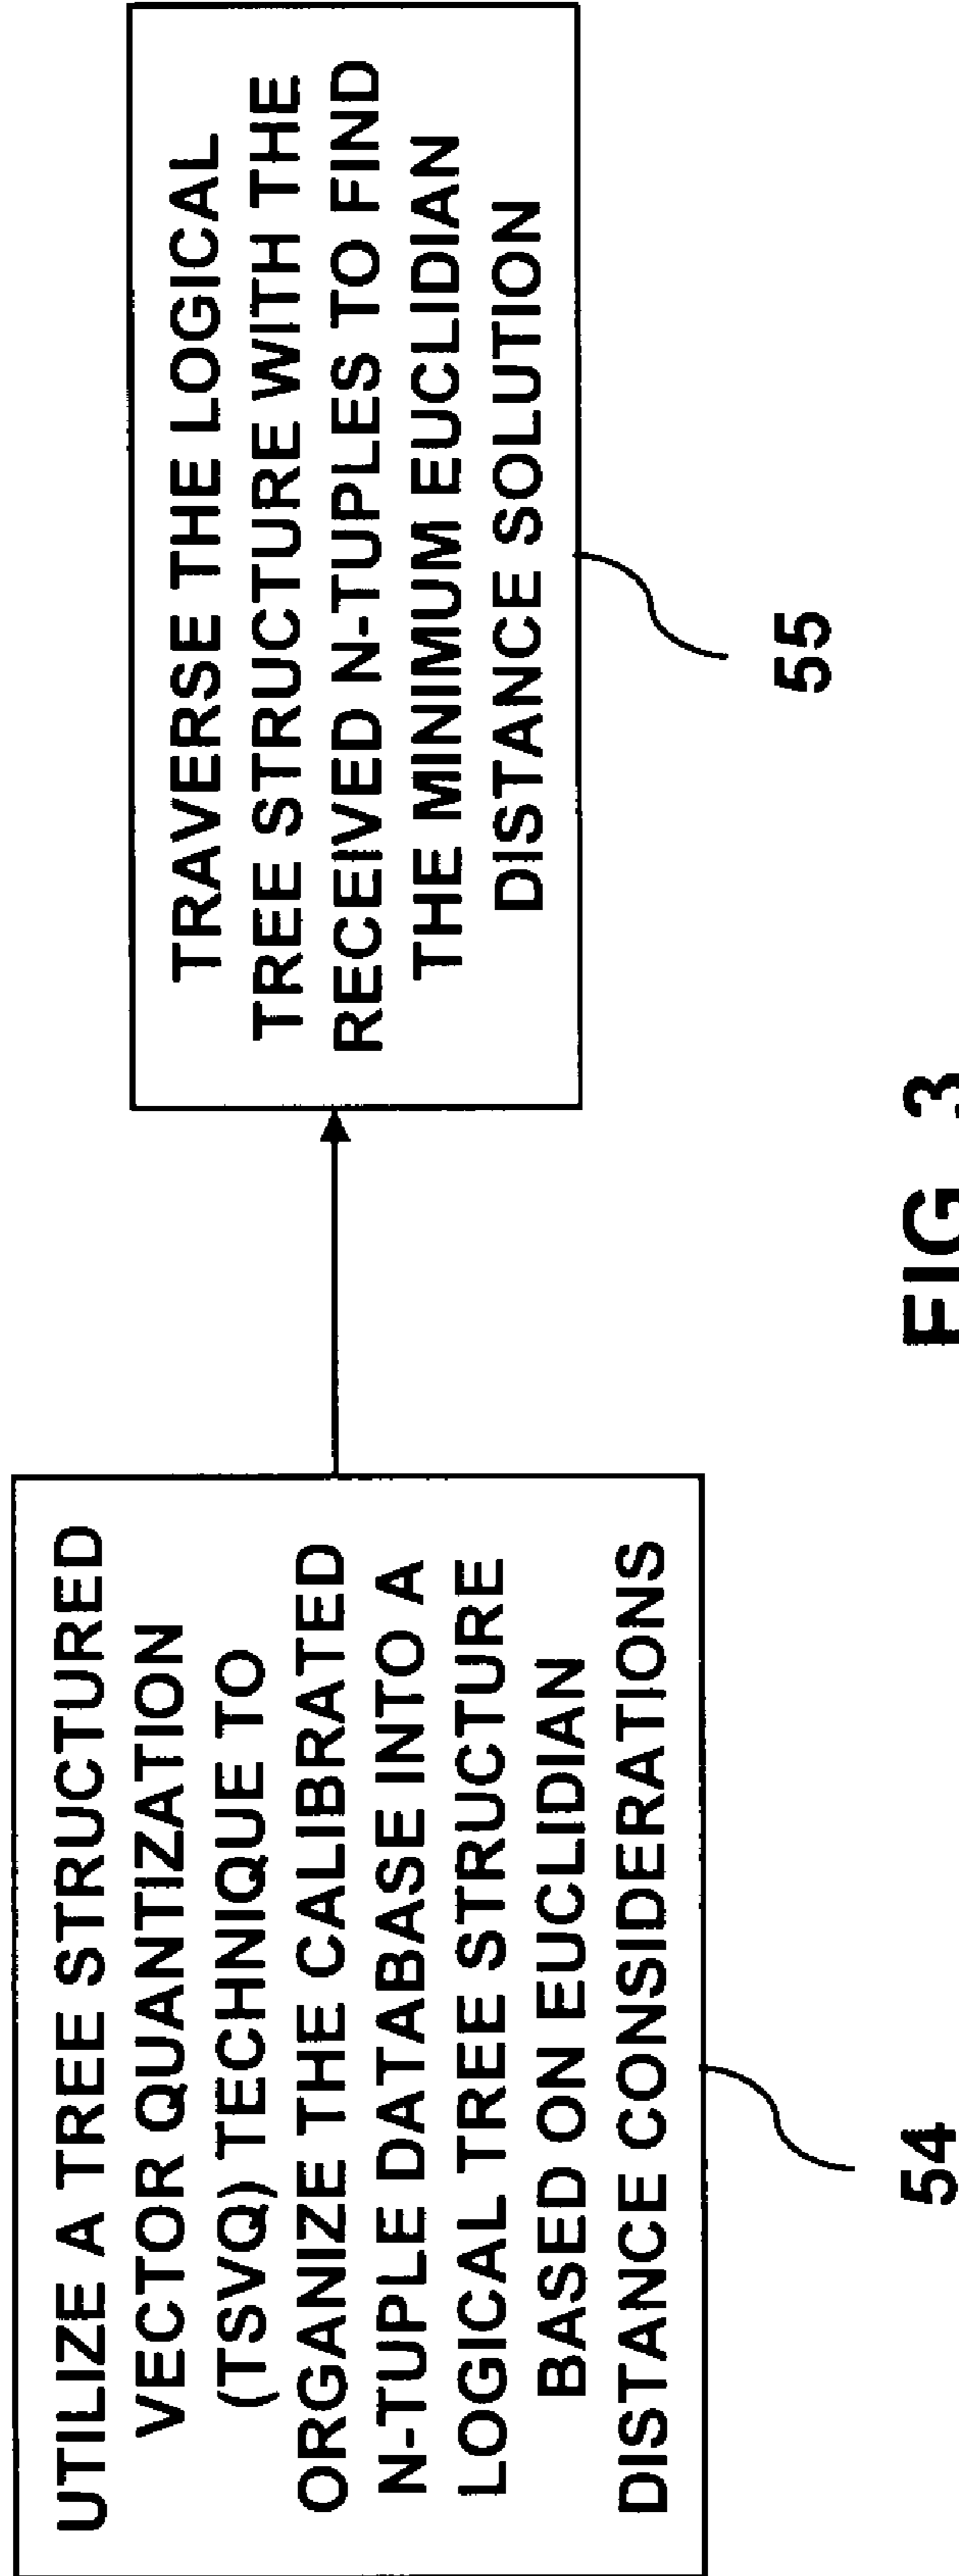 UTILIZE A TREE STRUCTURED
VECTOR QUANTIZATION
(TSVQ) TECHNIQUE TO
ORGANIZE THE CALIBRATED
N-TUPLE DATABASE INTO A
LOGICAL TREE STRUCTURE
BASED ON EUCLIDIAN
DISTANCE CONSIDERATIONS
54
TRAVERSE THE LOGICAL
TREE STRUCTURE WITH THE
RECEIVED N-TUPLES TO FIND
THE MINIMUM EUCLIDIAN
DISTANCE SOLUTION
55
FIG 3